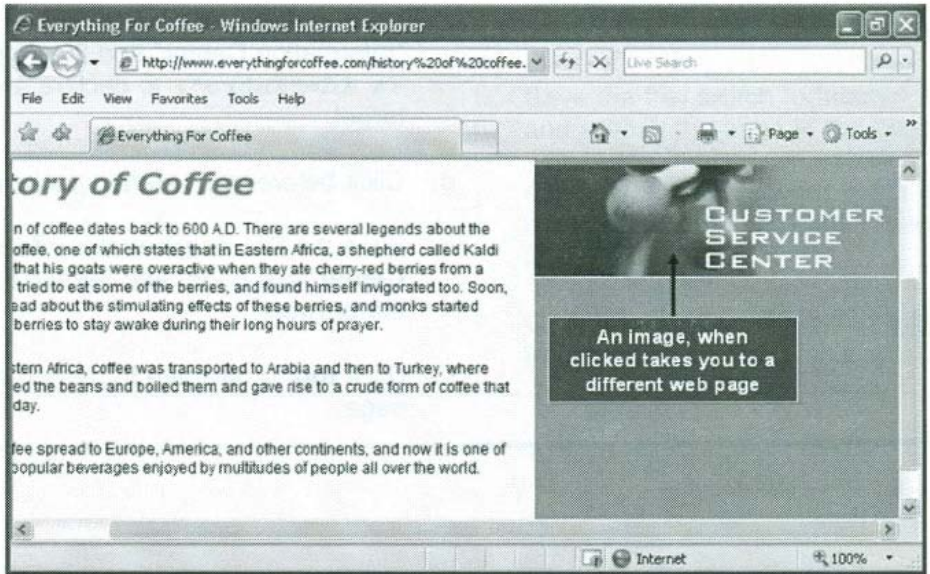 Everything For Coffee - Windows Internet Explorer
http://www.everythingforcoffee.com/history%20of%20coffee.
Live Search
File Edit View Favorites Tools Help
Everything For Coffee
Page Tools
tory of Coffee
n of coffee dates back to 600 A.D. There are several legends about the
offee, one of which states that in Eastern Africa, a shepherd called Kaldi
that his goats were overactive when they ate cherry-red berries from a
tried to eat some of the berries, and found himself invigorated too. Soon,
ead about the stimulating effects of these berries, and monks started
berries to stay awake during their long hours of prayer.
stern Africa, coffee was transported to Arabia and then to Turkey, where
ed the beans and boiled them and gave rise to a crude form of coffee that
day.
fee spread to Europe, America, and other continents, and now it is one of
popular beverages enjoyed by multitudes of people all over the world.
CUSTOMER
SERVICE
CENTER
An image, when
clicked takes you to a
different web page
Internet
100%